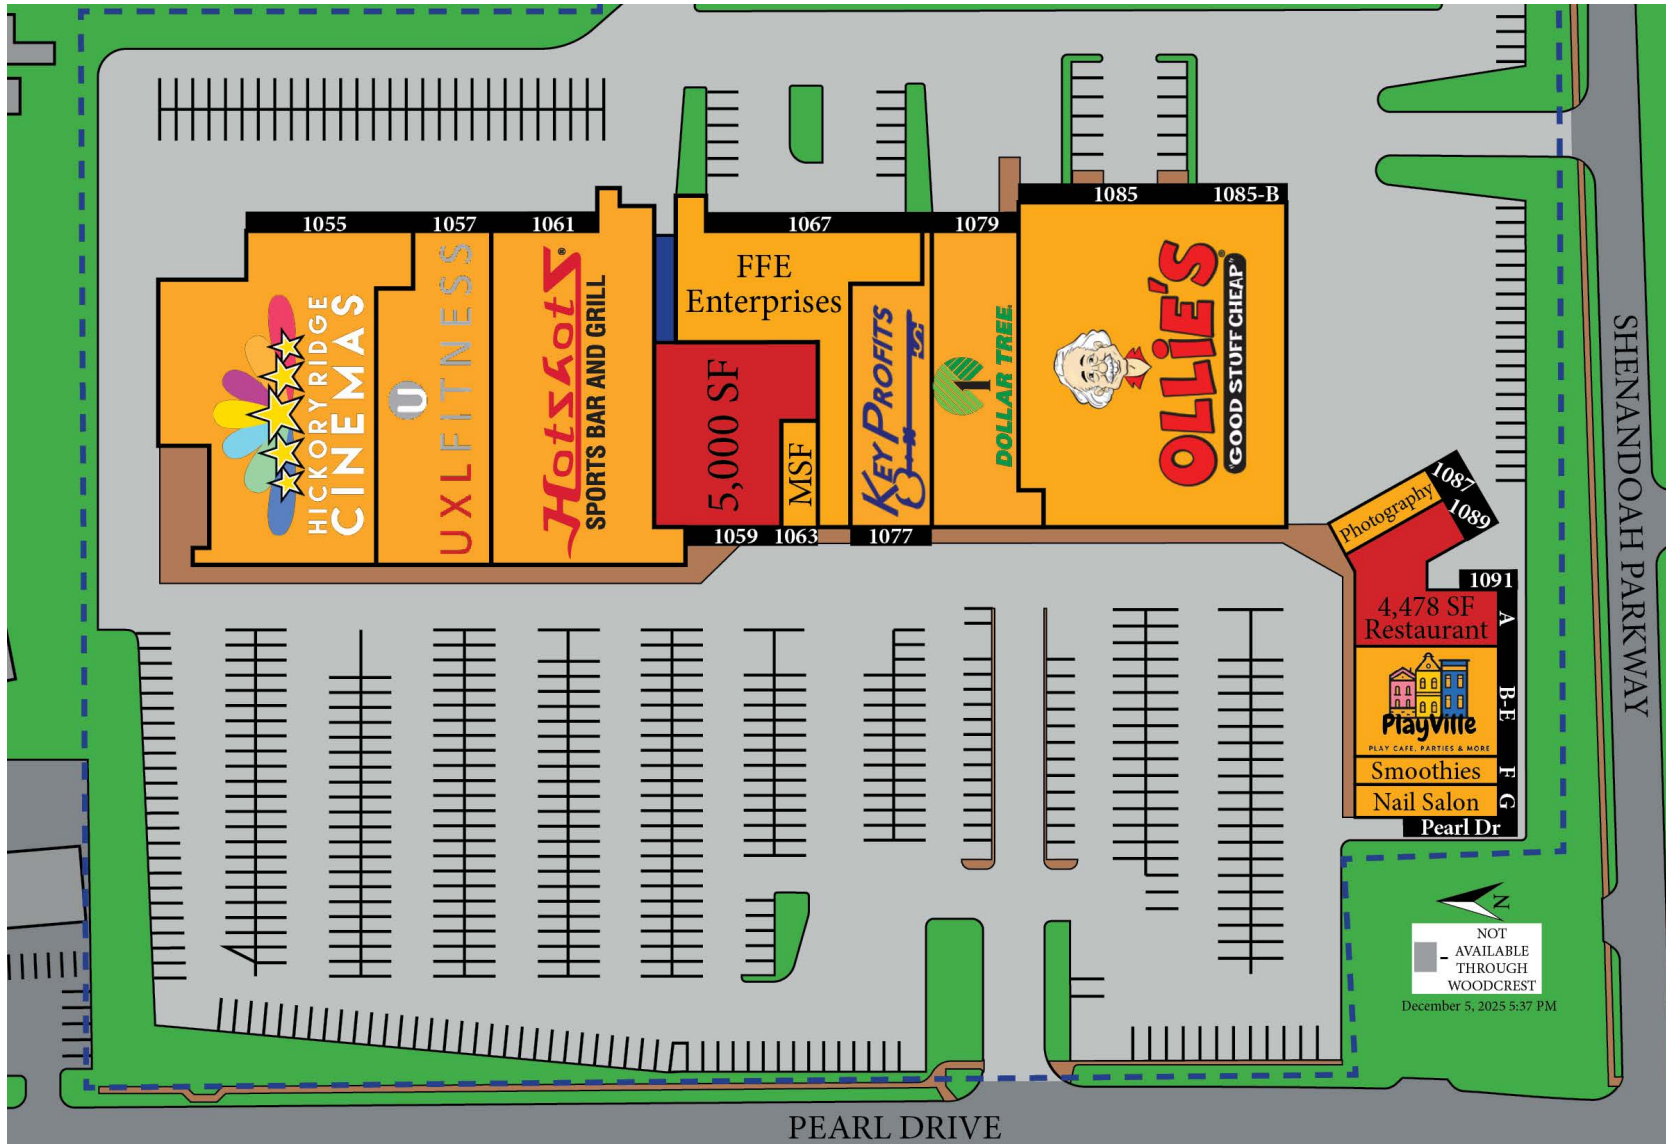 1055
1057
1061
1067
1079
1085
1085-B
HICKORY RIDGE
CINEMAS
U
UXLFITNESS
HotShotz®
SPORTS BAR AND GRILL
FFE
Enterprises
5,000 SF
MSF
KEY PROFITS
1
DOLLAR TREE.
OLLiE'S®
"GOOD STUFF CHEAP"
1059
1063
1077
Photography
1087
1089
1091
4,478 SF
Restaurant
A
PlayVille
PLAY CAFE, PARTIES & MORE
B-E
Smoothies
F
Nail Salon
G
Pearl Dr
SHENANDOAH PARKWAY
N
NOT
- AVAILABLE
THROUGH
WOODCREST
December 5, 2025 5:37 PM
PEARL DRIVE